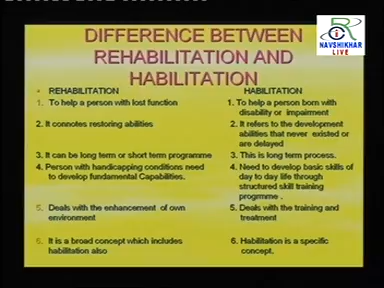 NAVSHIKHAR
LIVE
DIFFERENCE BETWEEN
REHABILITATION AND
HABILITATION
REHABILITATION
1. To help a person with lost function
2. It connotes restoring abilities
3. It can be long term or short term programme
4. Person with handicapping conditions need
to develop fundamental Capabilities.
5. Deals with the enhancement of own
environment
6. It is a broad concept which includes
habilitation also
HABILITATION
1. To help a person born with
disability or impairment
2. It refers to the development
abilities that never existed or
are delayed
3. This is long term process.
4. Need to develop basic skills of
day to day life through
structured skill training
progrmme .
5. Deals with the training and
treatment
6. Habilitation is a specific
concept.